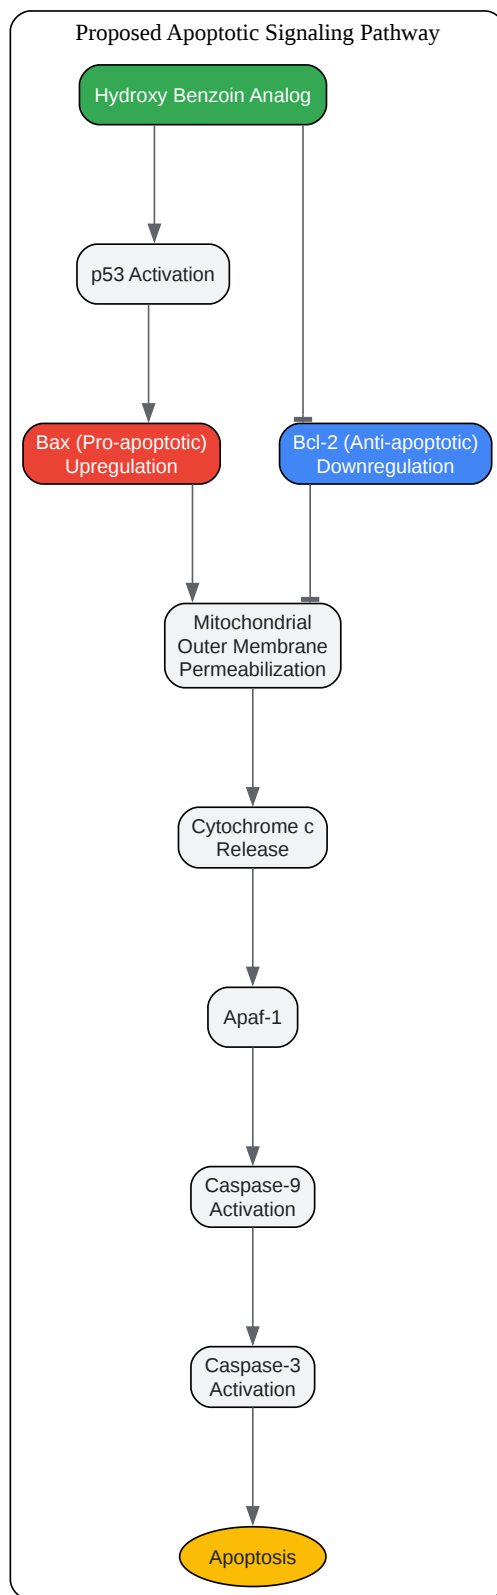 Proposed Apoptotic Signaling Pathway
Hydroxy Benzoin Analog
p53 Activation
Bax (Pro-apoptotic)
Upregulation
Bcl-2 (Anti-apoptotic)
Downregulation
Mitochondrial
Outer Membrane
Permeabilization
Cytochrome c
Release
Apaf-1
Caspase-9
Activation
Caspase-3
Activation
Apoptosis